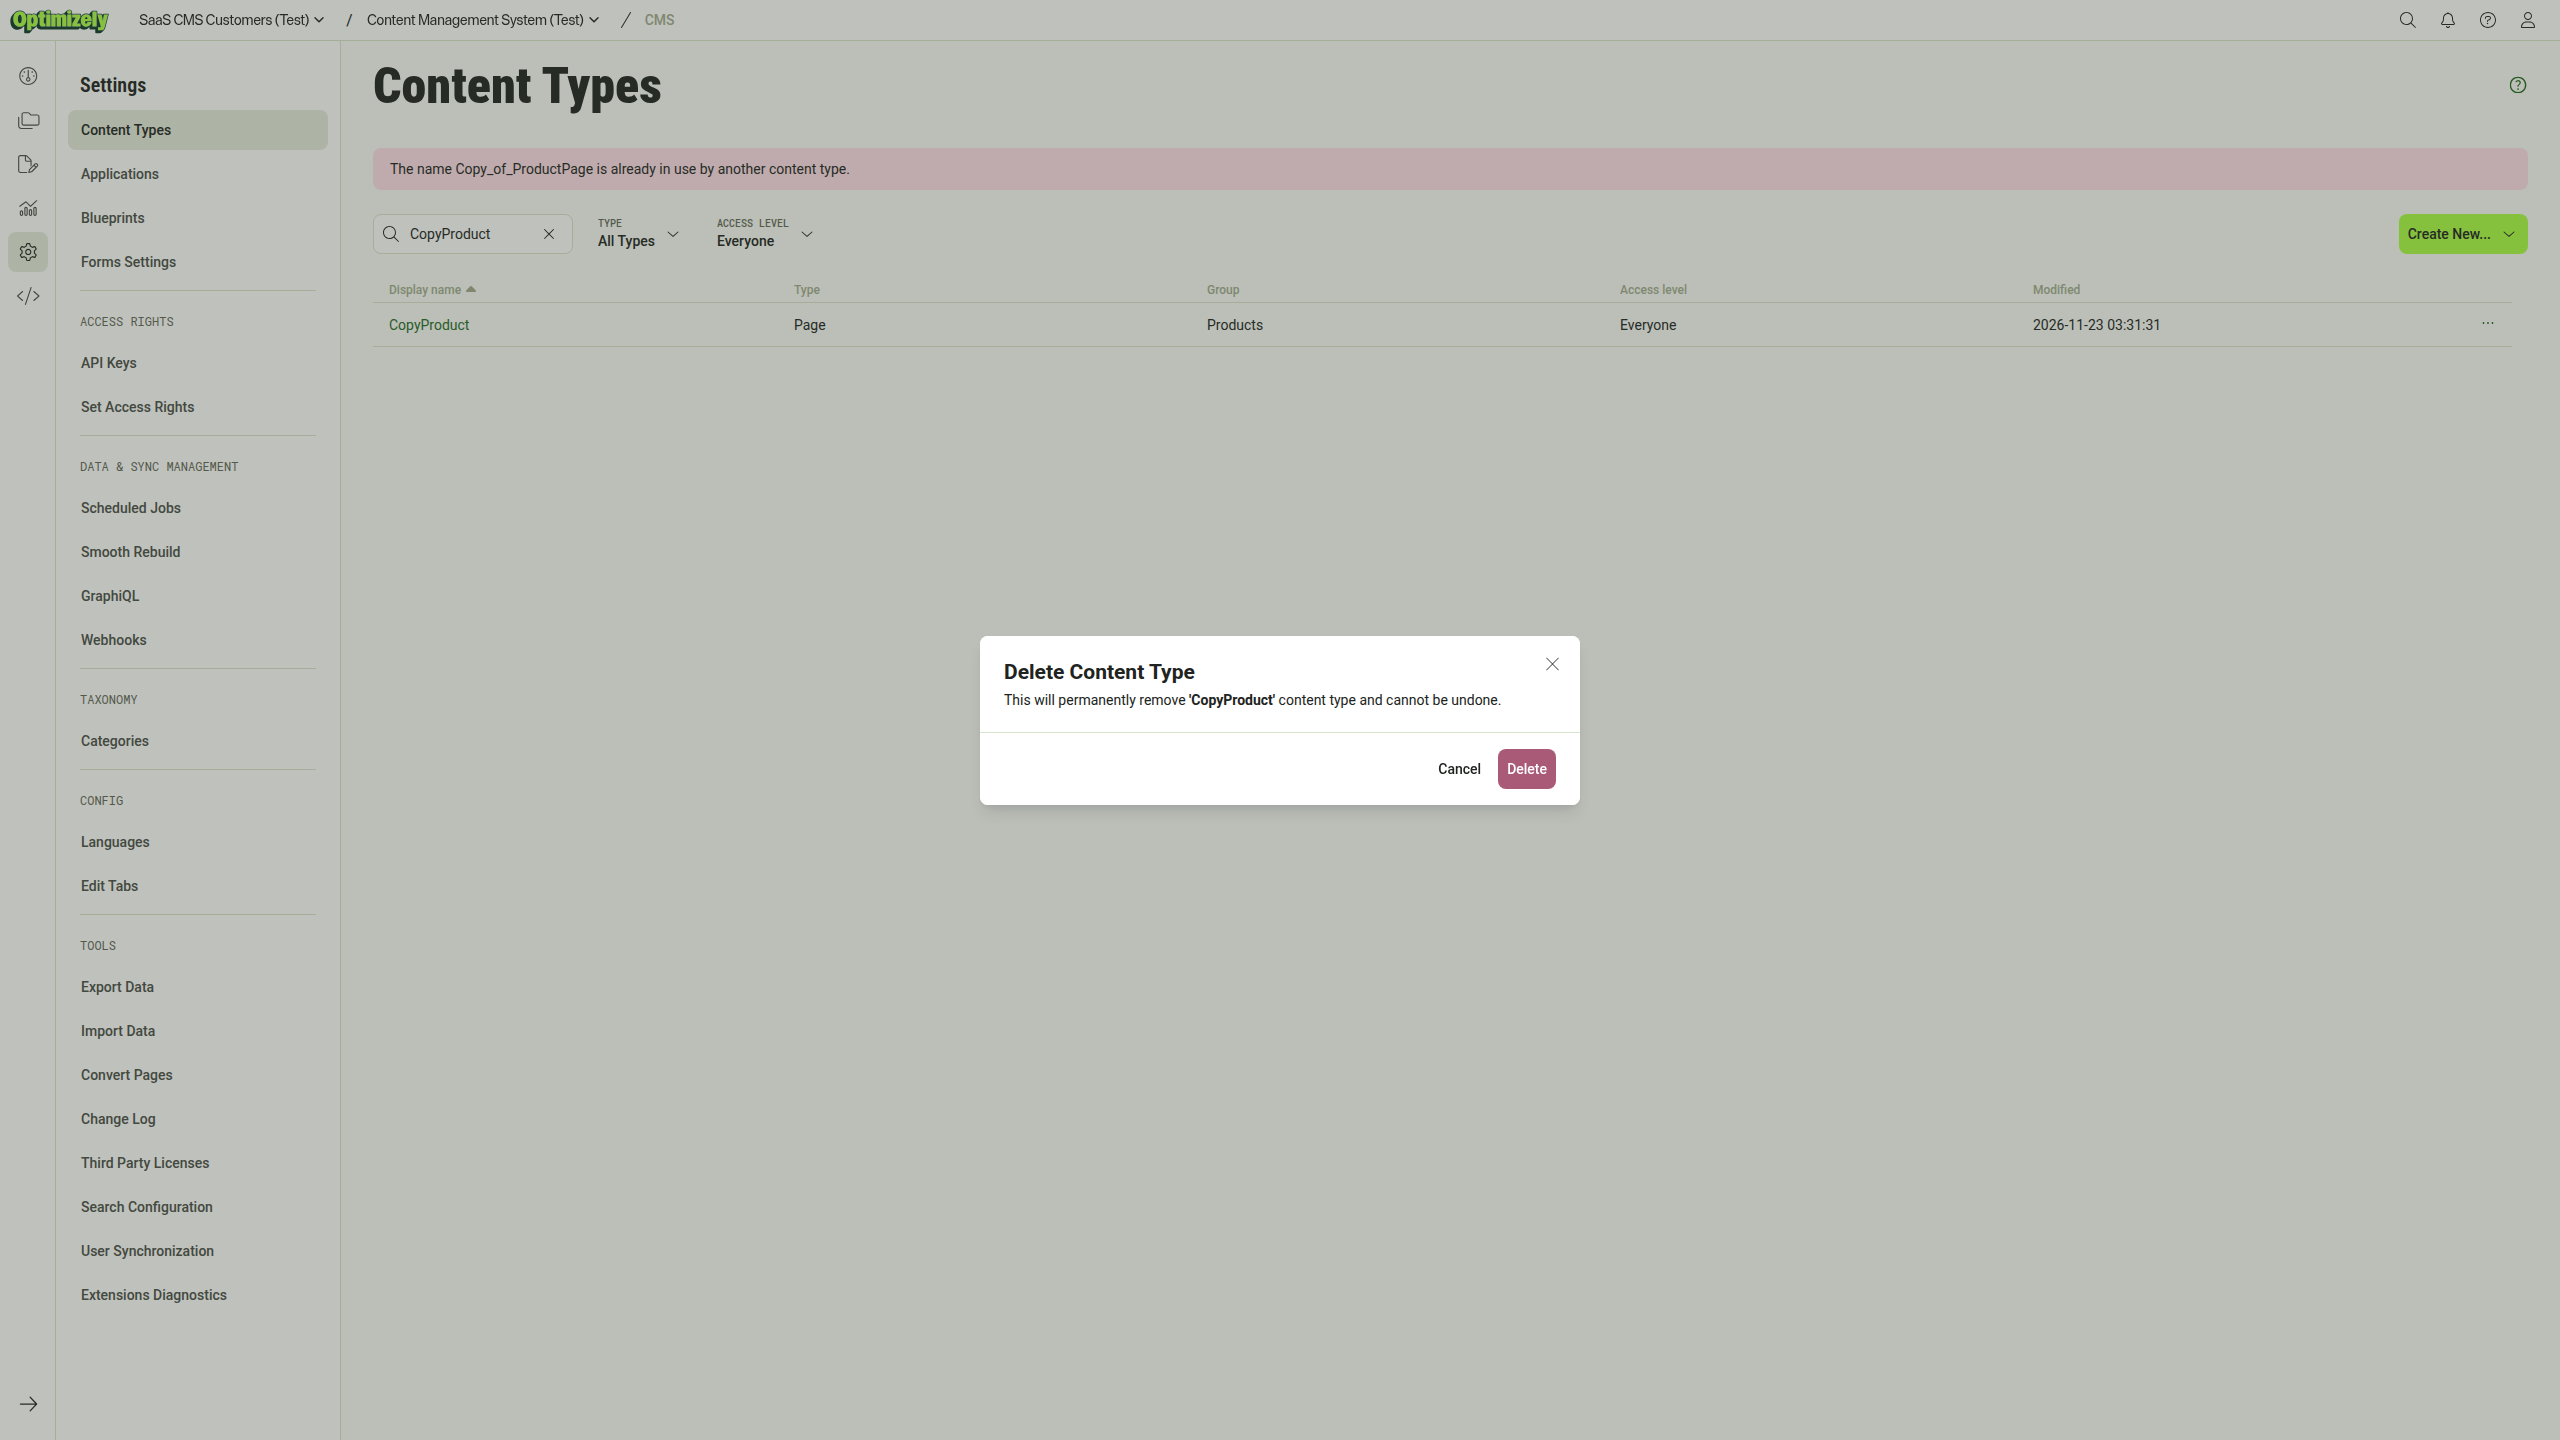 Optimizely
SaaS CMS Customers (Test) / Content Management System (Test) / CMS
Settings
Content Types
Applications
Blueprints
Forms Settings
ACCESS RIGHTS
API Keys
Set Access Rights
DATA & SYNC MANAGEMENT
Scheduled Jobs
Smooth Rebuild
GraphiQL
Webhooks
TAXONOMY
Categories
CONFIG
Languages
Edit Tabs
TOOLS
Export Data
Import Data
Convert Pages
Change Log
Third Party Licenses
Search Configuration
User Synchronization
Extensions Diagnostics
Content Types
The name Copy_of_ProductPage is already in use by another content type.
CopyProduct
TYPE
All Types
ACCESS LEVEL
Everyone
Create New...
Display name Type Group Access level Modified
CopyProduct Page Products Everyone 2026-11-23 03:31:31
Delete Content Type
This will permanently remove 'CopyProduct' content type and cannot be undone.
Cancel Delete